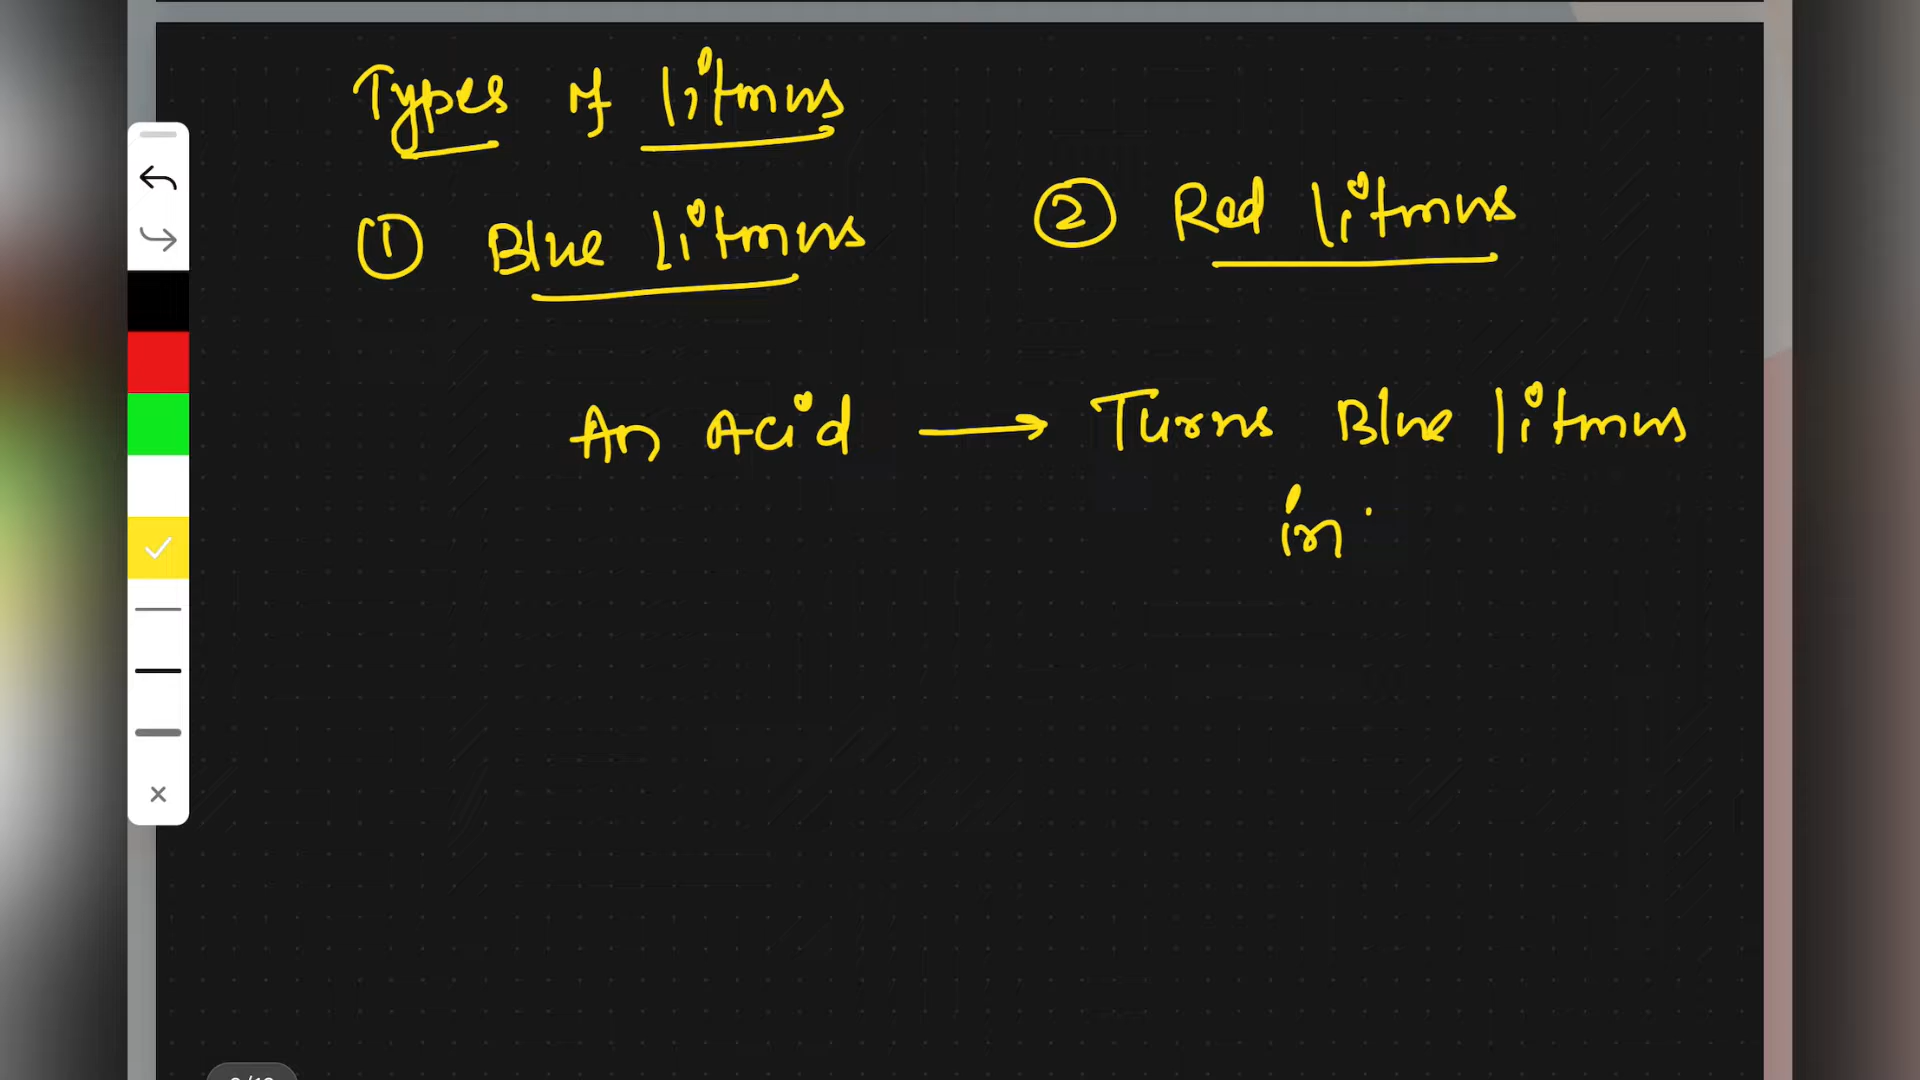 Types of litmus
① Blue litmus
② Red litmus
An Acid → Turns Blue litmus
in